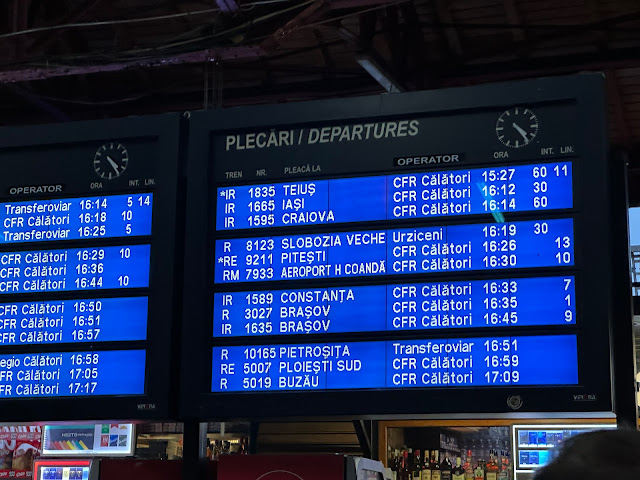 OPERATOR
ORA
INT. LIN.
Transferoviar 16:14 5 14
CFR Călători 16:18 10
Transferoviar 16:25 5
CFR Călători 16:29 10
CFR Călători 16:36
CFR Călători 16:44 10
CFR Călători 16:50
CFR Călători 16:51
CFR Călători 16:57
egio Călători 16:58
CFR Călători 17:05
CFR Călători 17:17
PLECĂRI / DEPARTURES
TREN NR. PLEACĂ LA OPERATOR ORA INT. LIN.
*IR 1835 TEIUȘ CFR Călători 15:27 60 11
IR 1665 IAȘI CFR Călători 16:12 30
IR 1595 CRAIOVA CFR Călători 16:14 60
R 8123 SLOBOZIA VECHE Urziceni 16:19 30
*RE 9211 PITEȘTI CFR Călători 16:26 13
RM 7933 AEROPORT H COANDĂ CFR Călători 16:30 10
IR 1589 CONSTANȚA CFR Călători 16:33 7
R 3027 BRAȘOV CFR Călători 16:35 1
IR 1635 BRAȘOV CFR Călători 16:45 9
R 10165 PIETROȘIȚA Transferoviar 16:51
RE 5007 PLOIEȘTI SUD CFR Călători 16:59
R 5019 BUZĂU CFR Călători 17:09